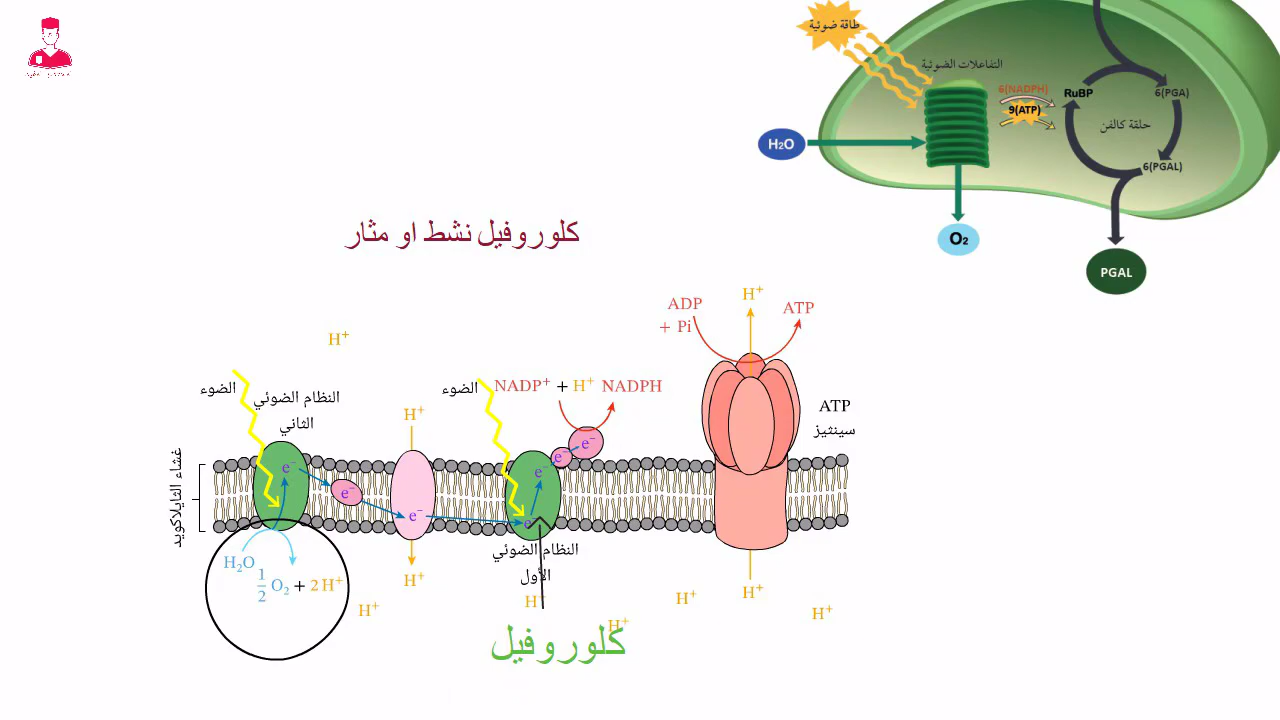 طاقة ضوئية
التفاعلات الضوئية
6(NADPH)
9(ATP)
RuBP
6(PGA)
حلقة كالفن
6(PGAL)
H₂O
O₂
PGAL
كلوروفيل نشط او مثار
ADP
+ Pi
H⁺
ATP
H⁺
الضوء
النظام الضوئي
الثاني
H⁺
الضوء
NADP⁺ + H⁺ NADPH
ATP
سينثيز
غشاء الثايلاكويد
e⁻
e⁻
e⁻
e⁻
e⁻
e⁻
e⁻
النظام الضوئي
الأول
H₂O
½ O₂ + 2 H⁺
H⁺
H⁺
H⁺
H⁺
H⁺
H⁺
H⁺
كلوروفيل